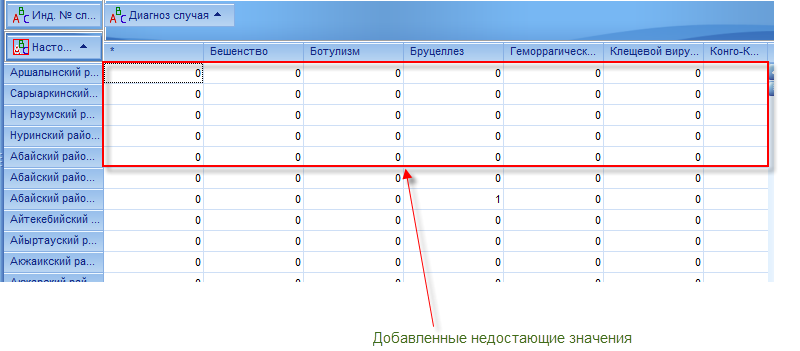 Инд. № сл... Диагноз случая
Насто... * Бешенство Ботулизм Бруцеллез Геморрагическ... Клещевой виру... Конго-К...
Аршалынский р... 0 0 0 0 0 0
Сарыаркинский... 0 0 0 0 0 0
Наурзумский р... 0 0 0 0 0 0
Нуринский райо... 0 0 0 0 0 0
Абайский райо... 0 0 0 0 0 0
Абайский райо... 0 0 0 0 0 0
Абайский райо... 0 0 0 1 0 0
Айтекебийский ... 0 0 0 0 0 0
Айыртауский р... 0 0 0 0 0 0
Акжаикский ра... 0 0 0 0 0 0
0 0 0 0 0 0
Добавленные недостающие значения